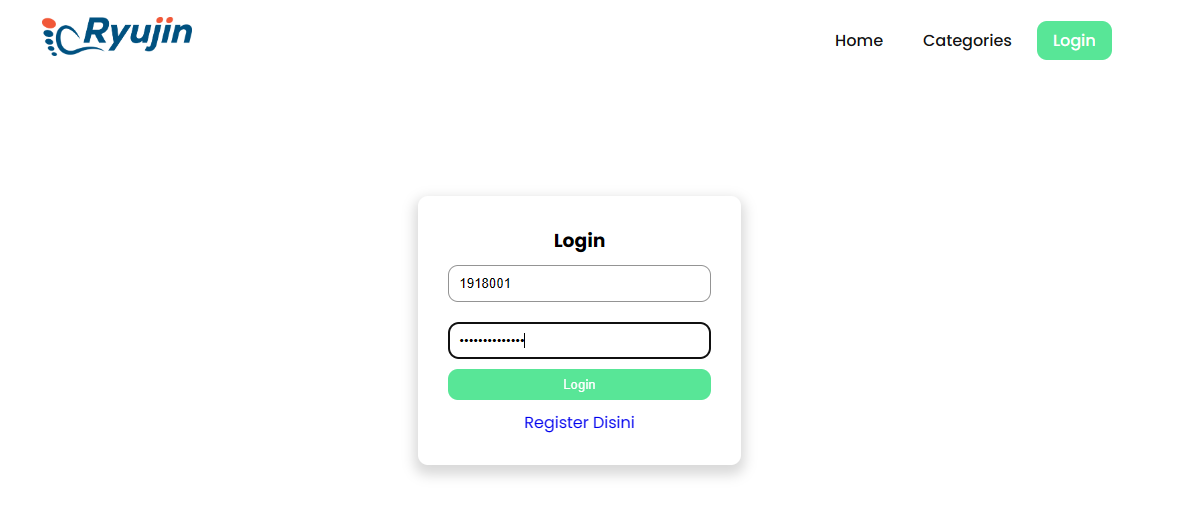 Ryujin
Home Categories Login
Login
1918001
••••••••••••••
Login
Register Disini